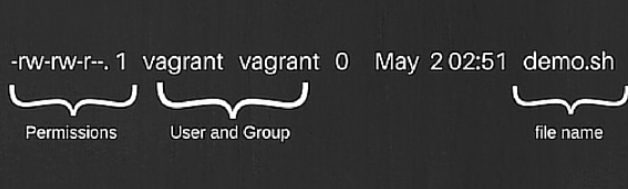 -rw-rw-r--. 1 vagrant vagrant 0 May 2 02:51 demo.sh
Permissions User and Group file name